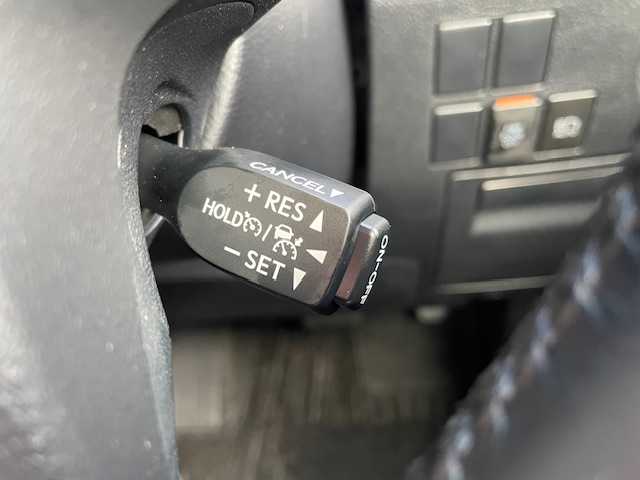 CANCEL▼
+ RES ▲
HOLD /
− SET ▼
ON-OFF